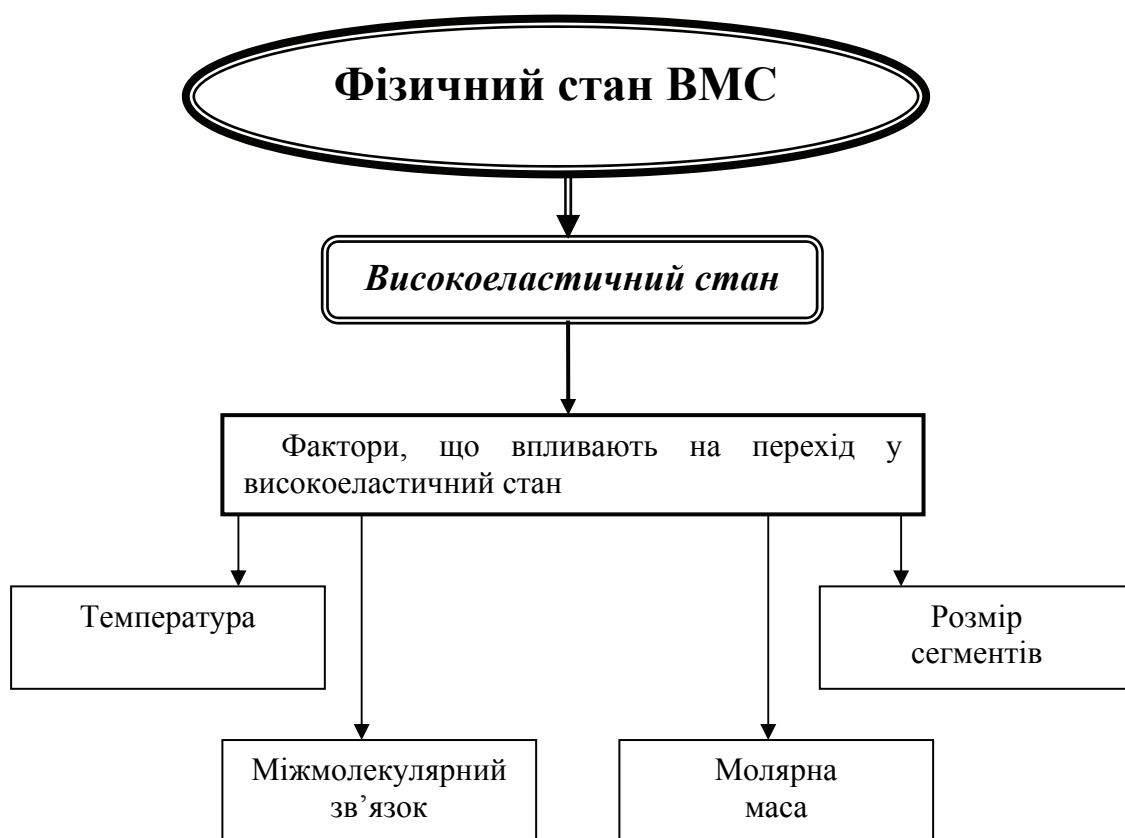 Фізичний стан ВМС
Високоеластичний стан
Фактори, що впливають на перехід у
високоеластичний стан
Температура
Розмір
сегментів
Міжмолекулярний
зв’язок
Молярна
маса